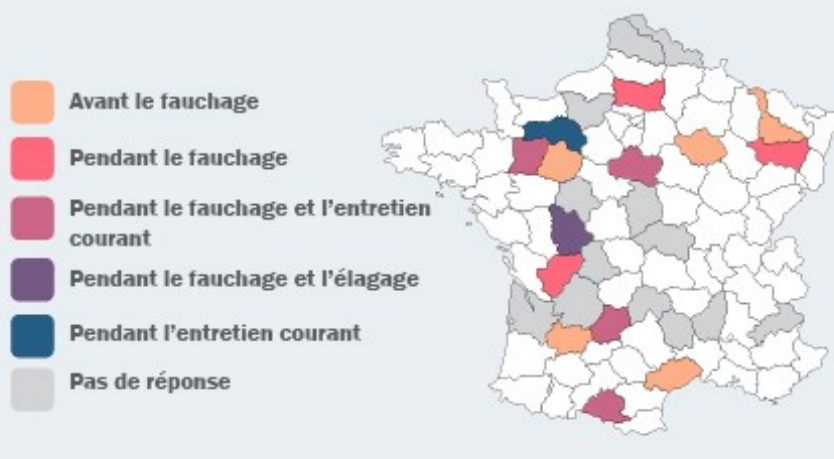 Avant le fauchage
Pendant le fauchage
Pendant le fauchage et l'entretien
courant
Pendant le fauchage et l'élagage
Pendant l'entretien courant
Pas de réponse